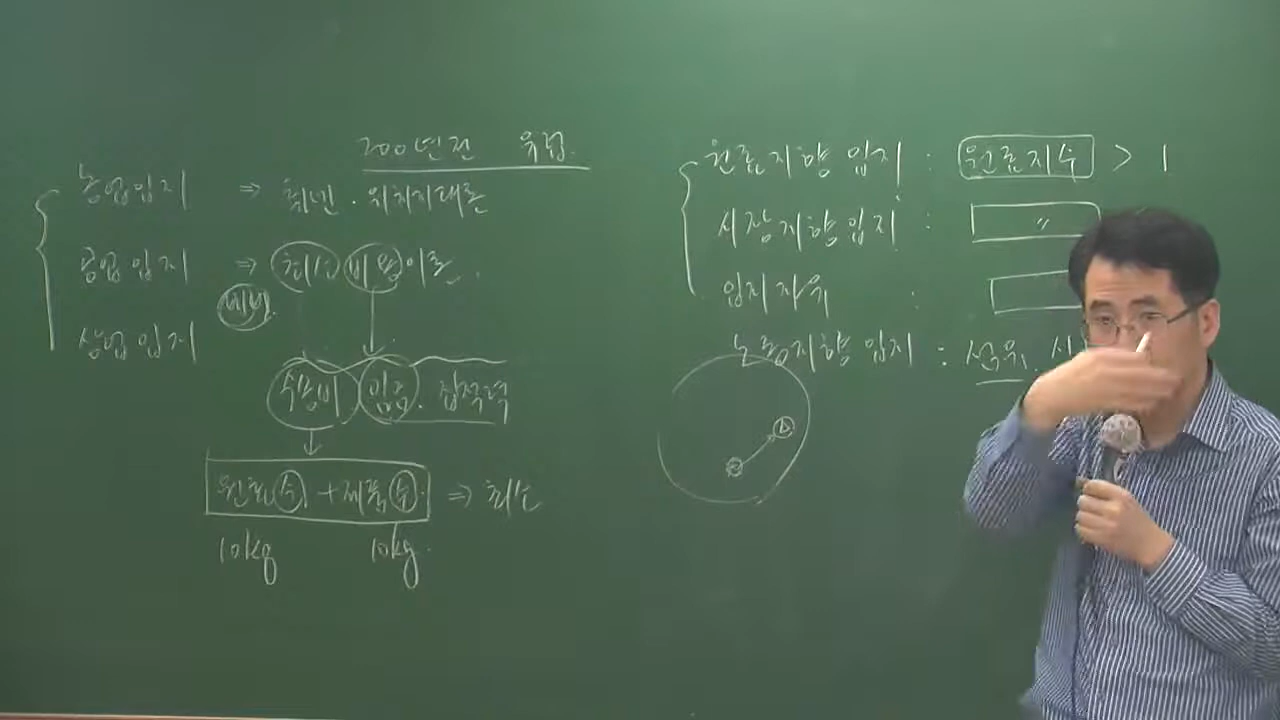 200년전 유럽.
농업입지 ⇒ 튀넨. 위치지대론
공업입지 ⇒ 최소비용이론.
베버
상업입지
수송비 임금. 집적력
원료수 + 제품수. ⇒ 최소
10kg 10kg.
원료지향입지 : 원료지수 > 1
시장지향입지 : 〃
입지자유 :
노동지향입지 : 섬유.